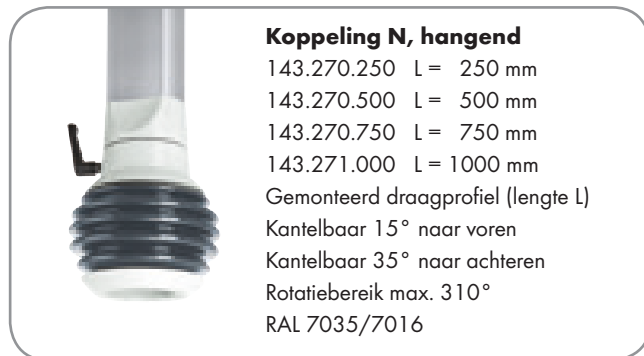 Koppeling N, hangend
143.270.250 L = 250 mm
143.270.500 L = 500 mm
143.270.750 L = 750 mm
143.271.000 L = 1000 mm
Gemonteerd draagprofiel (lengte L)
Kantelbaar 15° naar voren
Kantelbaar 35° naar achteren
Rotatiebereik max. 310°
RAL 7035/7016